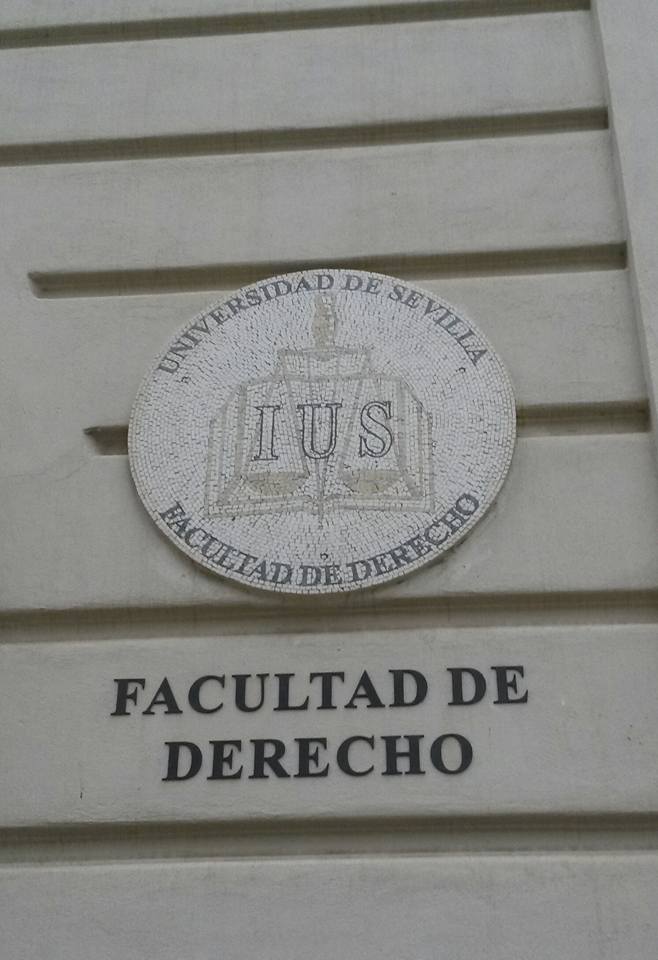 UNIVERSIDAD DE SEVILLA
IUS
FACULTAD DE DERECHO
FACULTAD DE
DERECHO